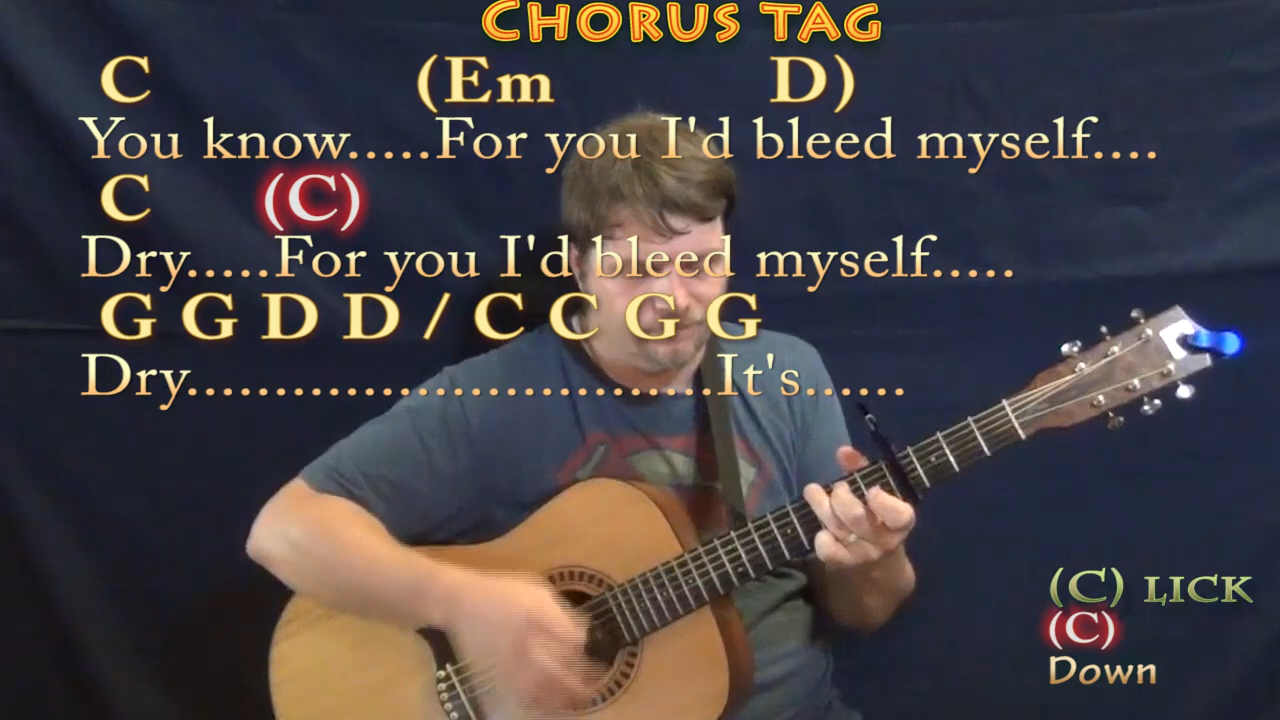 CHORUS TAG
C (Em D)
You know.....For you I'd bleed myself....
C (C)
Dry.....For you I'd bleed myself.....
G G D D / C C G G
Dry...............................It's......
(C) LICK
(C)
Down